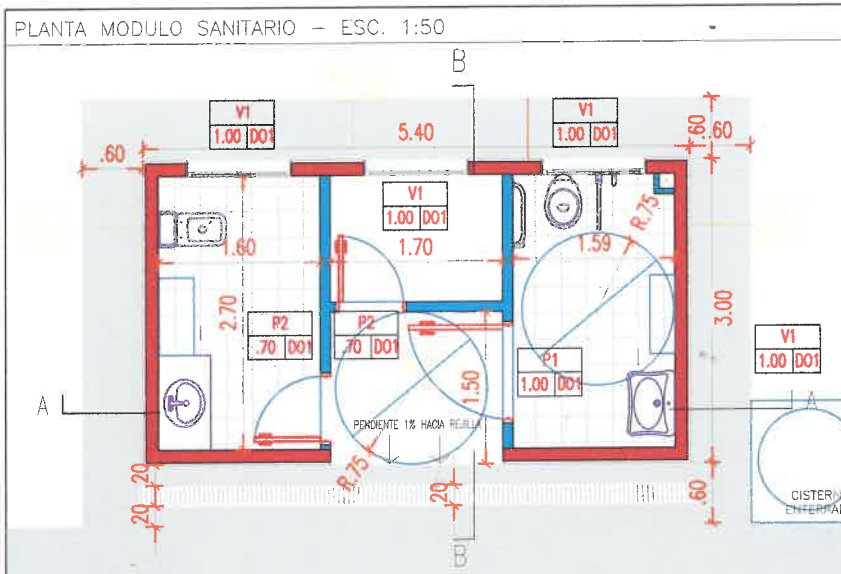 PLANTA MODULO SANITARIO - ESC. 1:50
B
V1
1.00 D01
V1
1.00 D01
.60
5.40
.60
.60
V1
1.00 D01
R.75
1.60
1.70
1.59
2.70
3.00
P2
.70 D01
P2
.70 D01
V1
1.00 D01
P1
1.00 D01
1.50
A
A
PENDIENTE 1% HACIA REJILLA
R.75
.20
.20
.20
.60
CISTERN
ENTERRAD
B